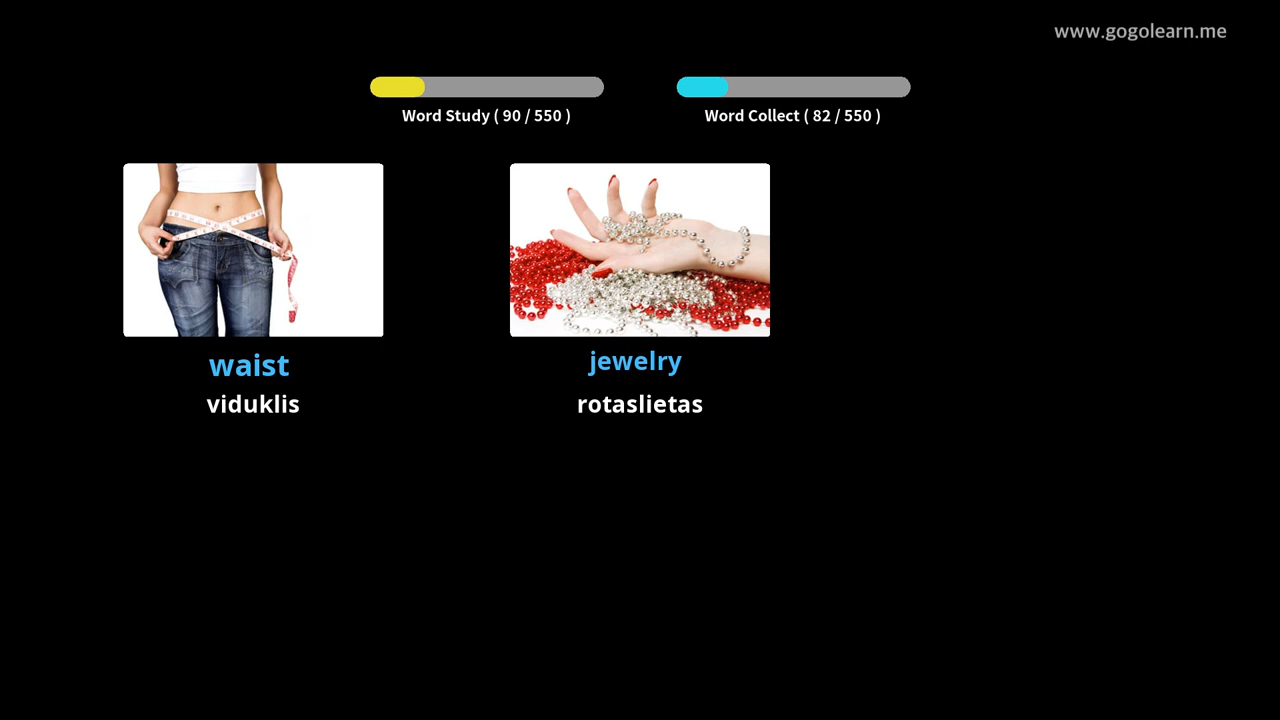 www.gogolearn.me
Word Study ( 90 / 550 )
Word Collect ( 82 / 550 )
waist
jewelry
viduklis
rotaslietas